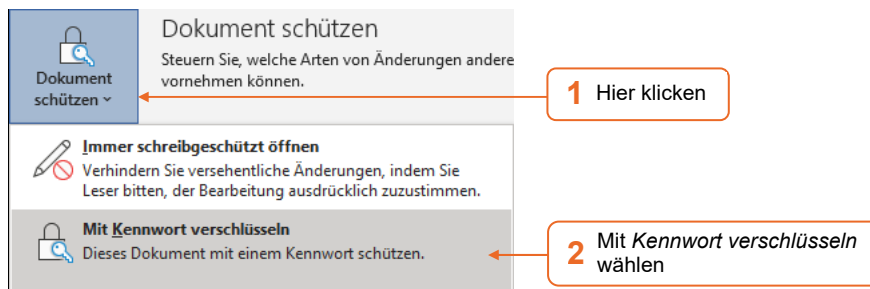 Dokument schützen
Steuern Sie, welche Arten von Änderungen andere
vornehmen können.
Dokument
schützen
1 Hier klicken
Immer schreibgeschützt öffnen
Verhindern Sie versehentliche Änderungen, indem Sie
Leser bitten, der Bearbeitung ausdrücklich zuzustimmen.
Mit Kennwort verschlüsseln
Dieses Dokument mit einem Kennwort schützen.
2 Mit Kennwort verschlüsseln
wählen